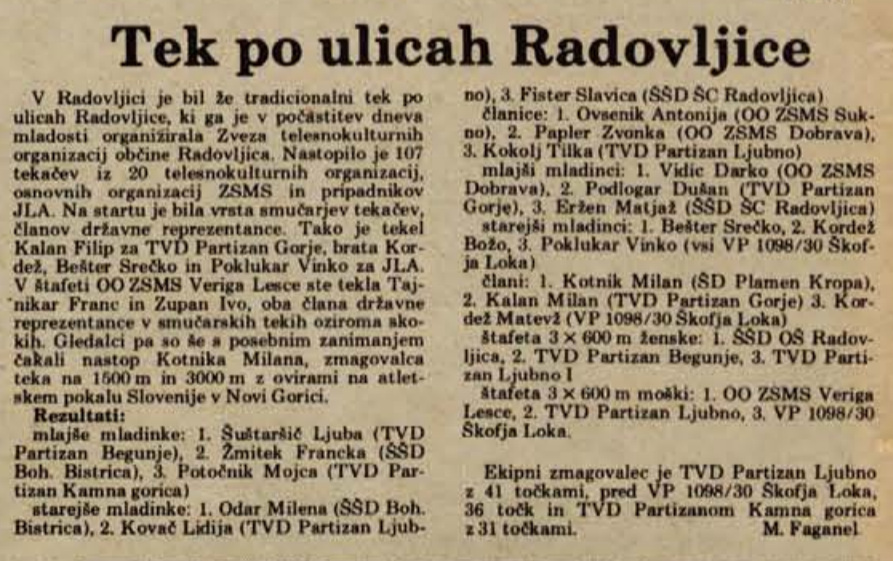 Tek po ulicah Radovljice
V Radovljici je bil že tradicionalni tek po
ulicah Radovljice, ki ga je v počastitev dneva
mladosti organizirala Zveza telesnokulturnih
organizacij občine Radovljica. Nastopilo je 107
tekačev iz 20 telesnokulturnih organizacij,
osnovnih organizacij ZSMS in pripadnikov
JLA. Na startu je bila vrsta smučarjev tekačev,
članov državne reprezentance. Tako je tekel
Kalan Filip za TVD Partizan Gorje, brata Kor-
dež, Bešter Srečko in Poklukar Vinko za JLA.
V štafeti OO ZSMS Veriga Lesce ste tekla Taj-
nikar Franc in Zupan Ivo, oba člana državne
reprezentance v smučarskih tekih oziroma sko-
kih. Gledalci pa so še s posebnim zanimanjem
čakali nastop Kotnika Milana, zmagovalca
teka na 1500 m in 3000 m z ovirami na atlet-
skem pokalu Slovenije v Novi Gorici.
Rezultati:
mlajše mladinke: 1. Šuštaršič Ljuba (TVD
Partizan Begunje), 2. Žmitek Francka (ŠŠD
Boh. Bistrica), 3. Potočnik Mojca (TVD Par-
tizan Kamna gorica)
starejše mladinke: 1. Odar Milena (ŠŠD Boh.
Bistrica), 2. Kovač Lidija (TVD Partizan Ljub-
no), 3. Fister Slavica (ŠŠD ŠC Radovljica)
članice: 1. Ovsenik Antonija (OO ZSMS Suk-
no), 2. Papler Zvonka (OO ZSMS Dobrava),
3. Kokolj Tilka (TVD Partizan Ljubno)
mlajši mladinci: 1. Vidic Darko (OO ZSMS
Dobrava), 2. Podlogar Dušan (TVD Partizan
Gorje), 3. Eržen Matjaž (ŠŠD ŠC Radovljica)
starejši mladinci: 1. Bešter Srečko, 2. Kordež
Božo, 3. Poklukar Vinko (vsi VP 1098/30 Škof-
ja Loka)
člani: 1. Kotnik Milan (ŠD Plamen Kropa),
2. Kalan Milan (TVD Partizan Gorje) 3. Kor-
dež Matevž (VP 1098/30 Škofja Loka)
štafeta 3 × 600 m ženske: 1. ŠŠD OŠ Radov-
ljica, 2. TVD Partizan Begunje, 3. TVD Parti-
zan Ljubno I
štafeta 3 × 600 m moški: 1. OO ZSMS Veriga
Lesce, 2. TVD Partizan Ljubno, 3. VP 1098/30
Škofja Loka.
Ekipni zmagovalec je TVD Partizan Ljubno
z 41 točkami, pred VP 1098/30 Škofja Loka,
36 točk in TVD Partizanom Kamna gorica
z 31 točkami. M. Faganel